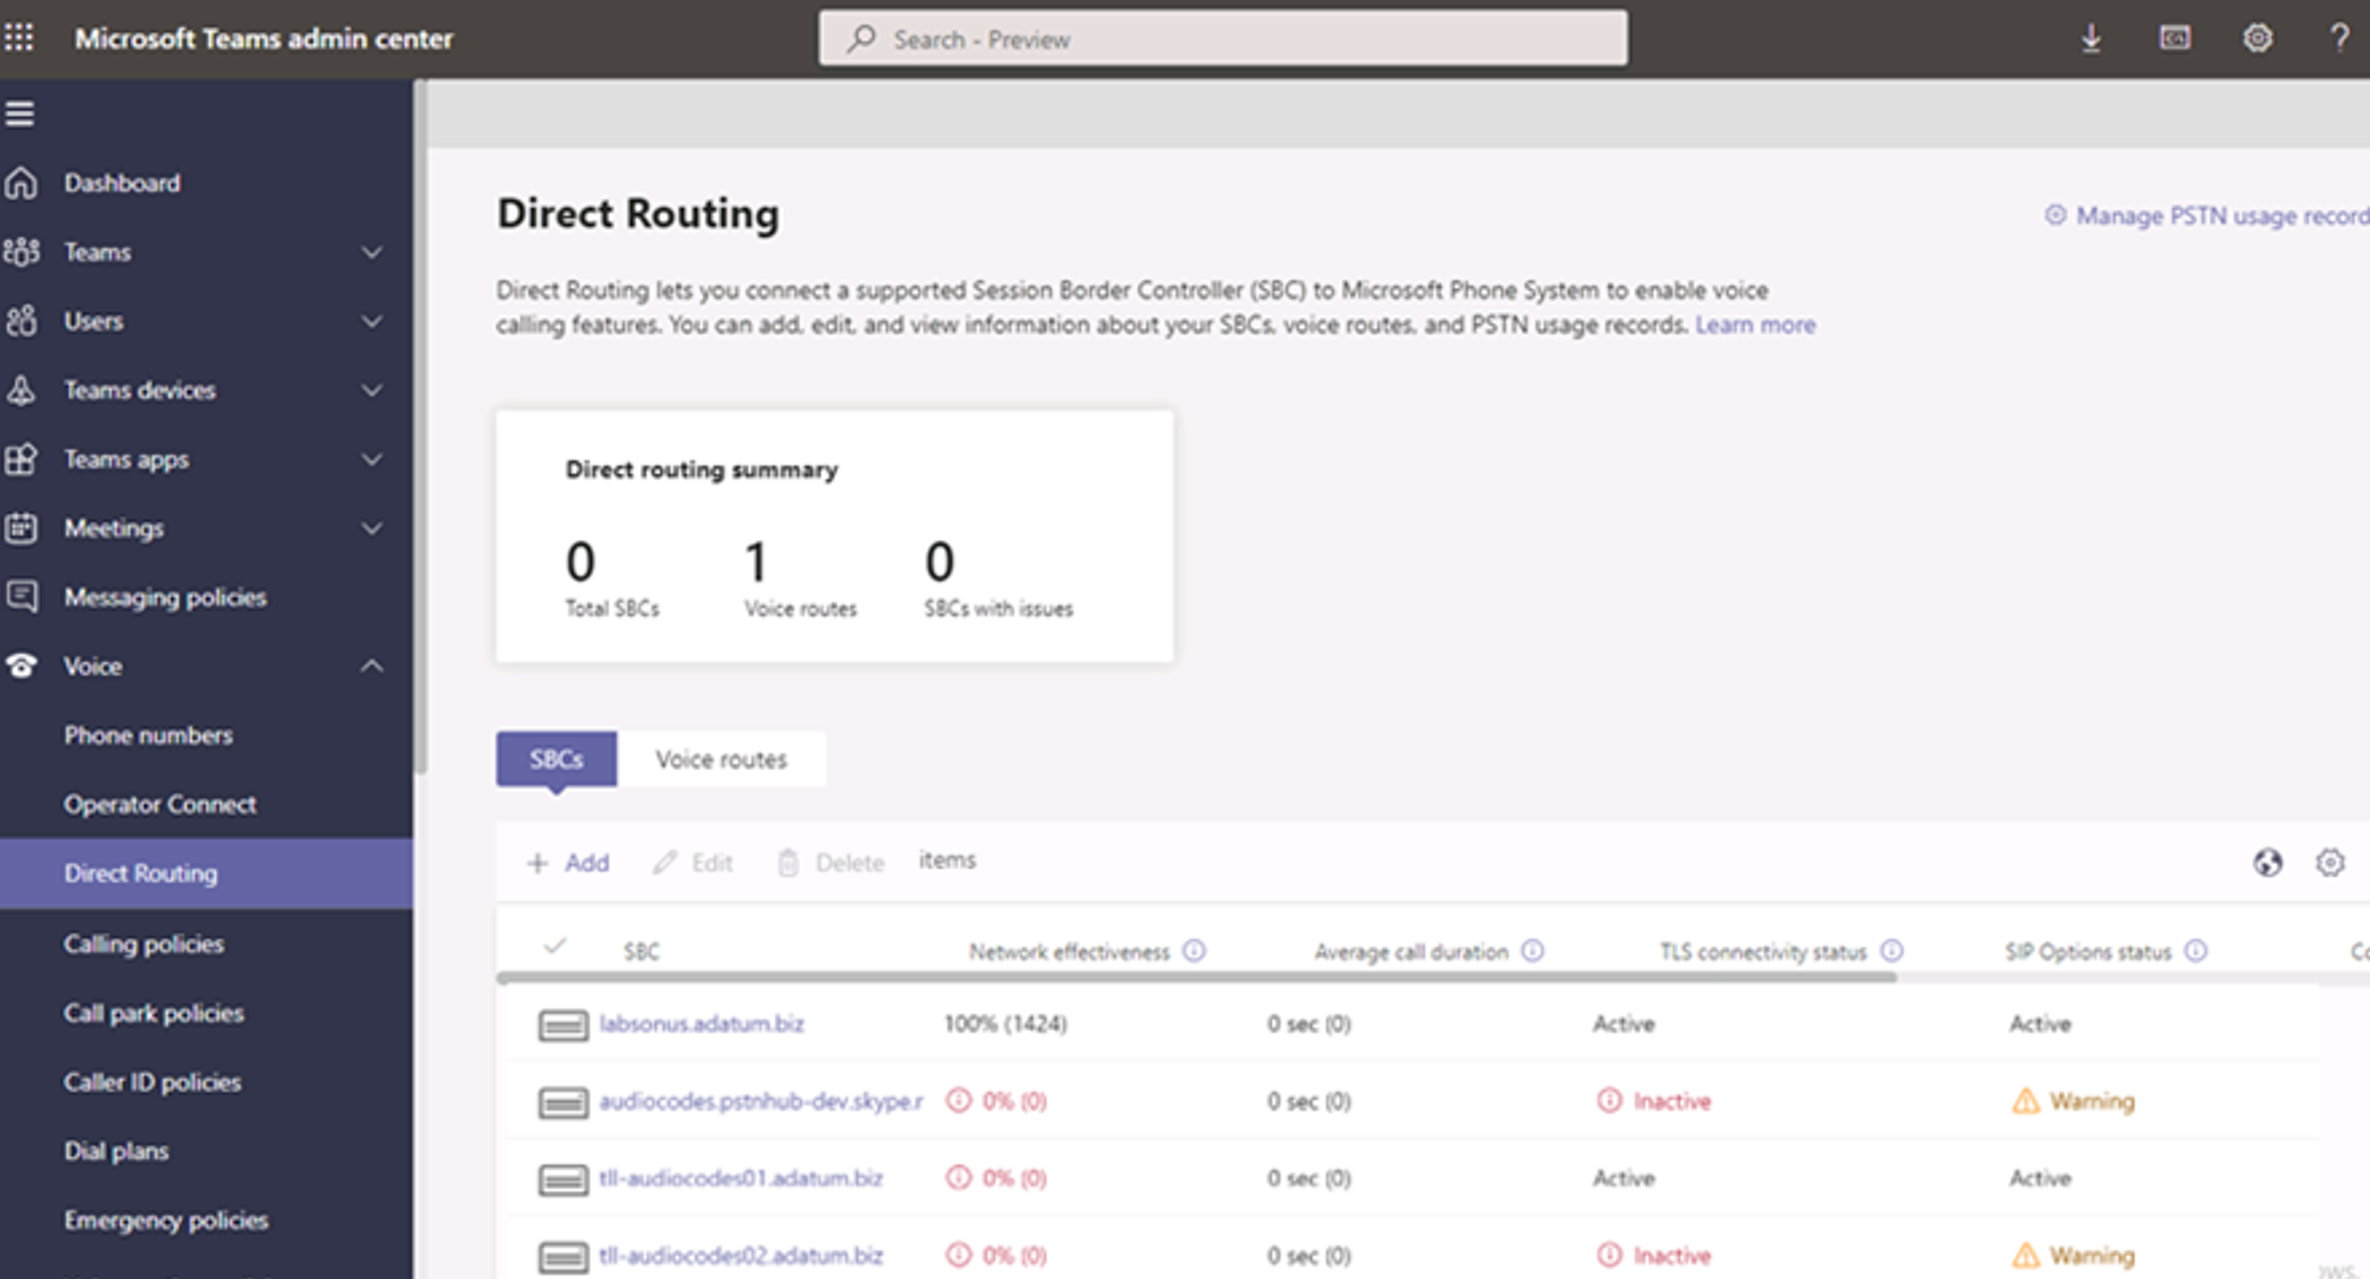 Microsoft Teams admin center
Search - Preview
?
Dashboard
Teams
Users
Teams devices
Teams apps
Meetings
Messaging policies
Voice
Phone numbers
Operator Connect
Direct Routing
Calling policies
Call park policies
Caller ID policies
Dial plans
Emergency policies
Direct Routing
Manage PSTN usage record
Direct Routing lets you connect a supported Session Border Controller (SBC) to Microsoft Phone System to enable voice
calling features. You can add, edit, and view information about your SBCs, voice routes, and PSTN usage records. Learn more
Direct routing summary
0 1 0
Total SBCs Voice routes SBCs with issues
SBCs Voice routes
+ Add Edit Delete items
SBC Network effectiveness Average call duration TLS connectivity status SIP Options status Co
labsonus.adatum.biz 100% (1424) 0 sec (0) Active Active
audiocodes.pstnhub-dev.skype.r 0% (0) 0 sec (0) Inactive Warning
tll-audiocodes01.adatum.biz 0% (0) 0 sec (0) Active Active
tll-audiocodes02.adatum.biz 0% (0) 0 sec (0) Inactive Warning